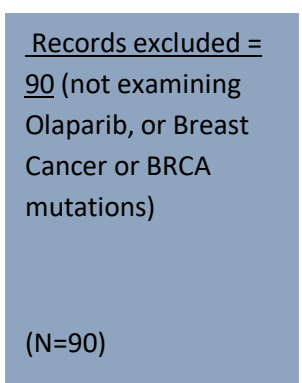 Records excluded =
90 (not examining
Olaparib, or Breast
Cancer or BRCA
mutations)
(N=90)